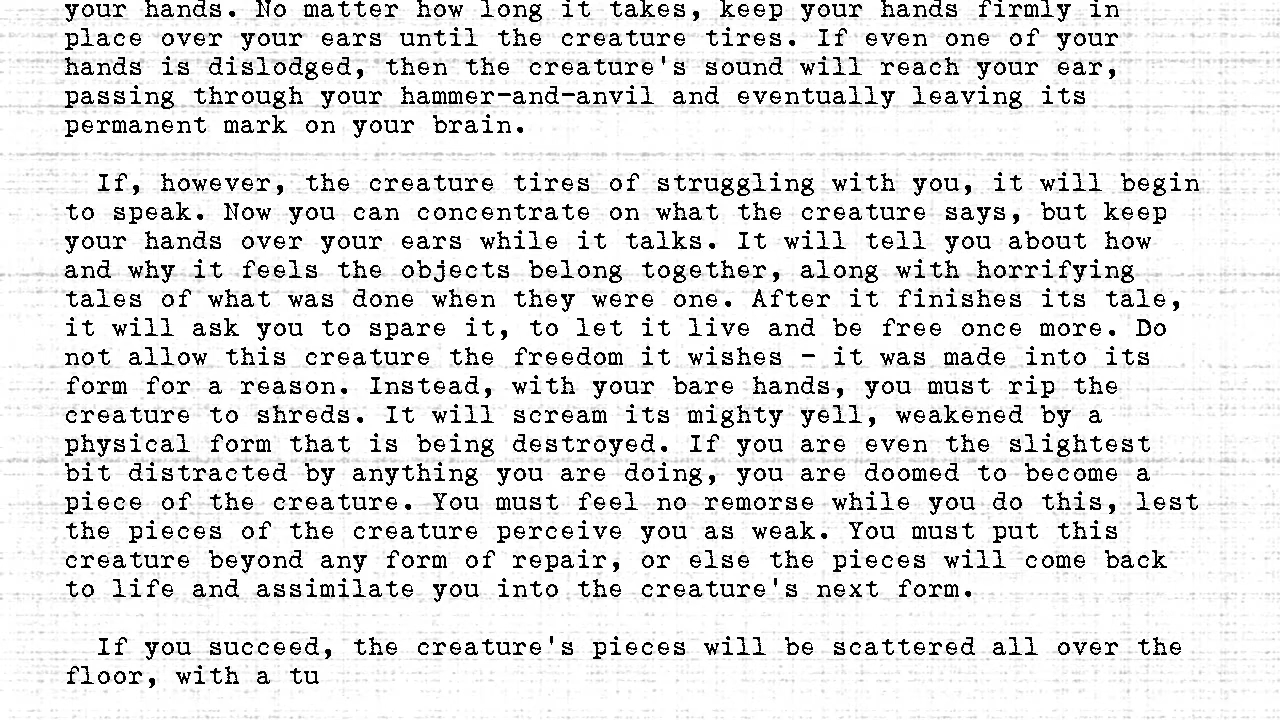 your hands. No matter how long it takes, keep your hands firmly in
place over your ears until the creature tires. If even one of your
hands is dislodged, then the creature's sound will reach your ear,
passing through your hammer-and-anvil and eventually leaving its
permanent mark on your brain.
If, however, the creature tires of struggling with you, it will begin
to speak. Now you can concentrate on what the creature says, but keep
your hands over your ears while it talks. It will tell you about how
and why it feels the objects belong together, along with horrifying
tales of what was done when they were one. After it finishes its tale,
it will ask you to spare it, to let it live and be free once more. Do
not allow this creature the freedom it wishes - it was made into its
form for a reason. Instead, with your bare hands, you must rip the
creature to shreds. It will scream its mighty yell, weakened by a
physical form that is being destroyed. If you are even the slightest
bit distracted by anything you are doing, you are doomed to become a
piece of the creature. You must feel no remorse while you do this, lest
the pieces of the creature perceive you as weak. You must put this
creature beyond any form of repair, or else the pieces will come back
to life and assimilate you into the creature's next form.
If you succeed, the creature's pieces will be scattered all over the
floor, with a tu